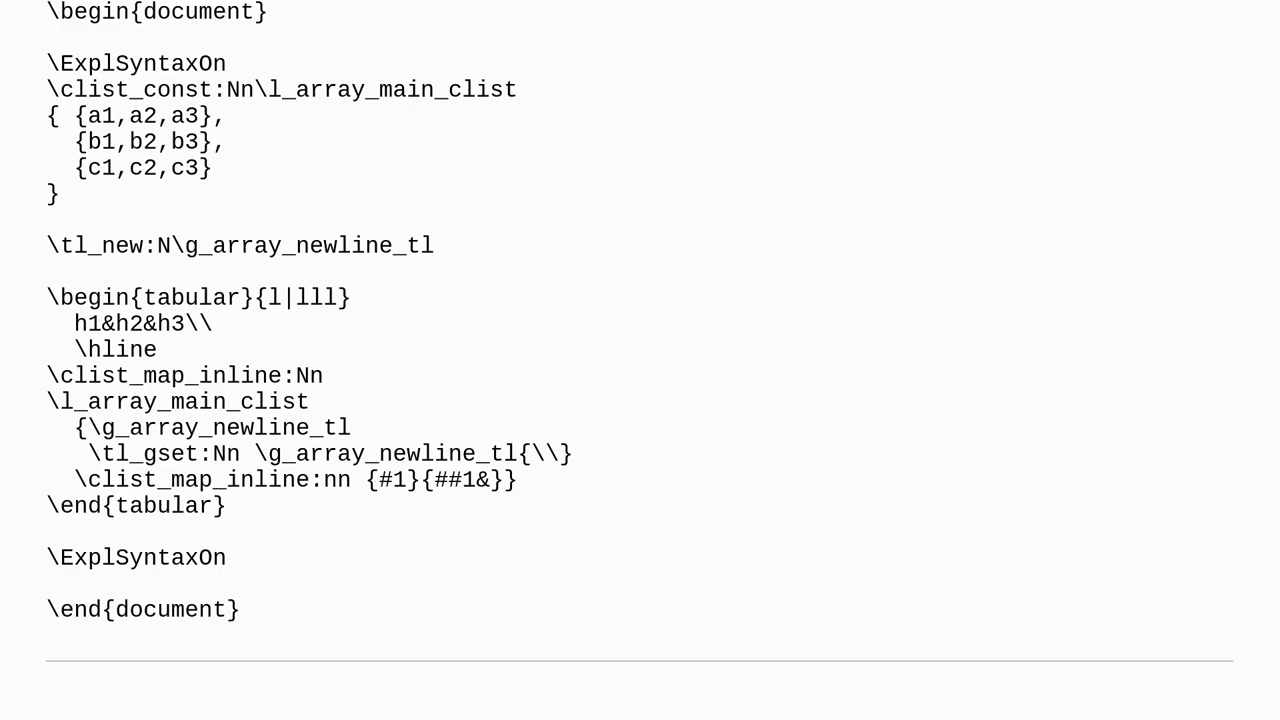 \begin{document}
\ExplSyntaxOn
\clist_const:Nn\l_array_main_clist
{ {a1,a2,a3},
  {b1,b2,b3},
  {c1,c2,c3}
}
\tl_new:N\g_array_newline_tl
\begin{tabular}{l|lll}
  h1&h2&h3\\
  \hline
\clist_map_inline:Nn
\l_array_main_clist
  {\g_array_newline_tl
   \tl_gset:Nn \g_array_newline_tl{\\}
  \clist_map_inline:nn {#1}{##1&}}
\end{tabular}
\ExplSyntaxOn
\end{document}